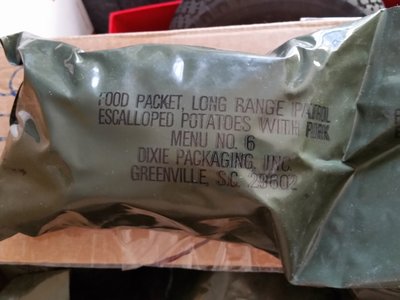 FOOD PACKET, LONG RANGE PATROL
ESCALLOPED POTATOES WITH PORK
MENU NO. 6
DIXIE PACKAGING, INC.
GREENVILLE, S.C. 29602